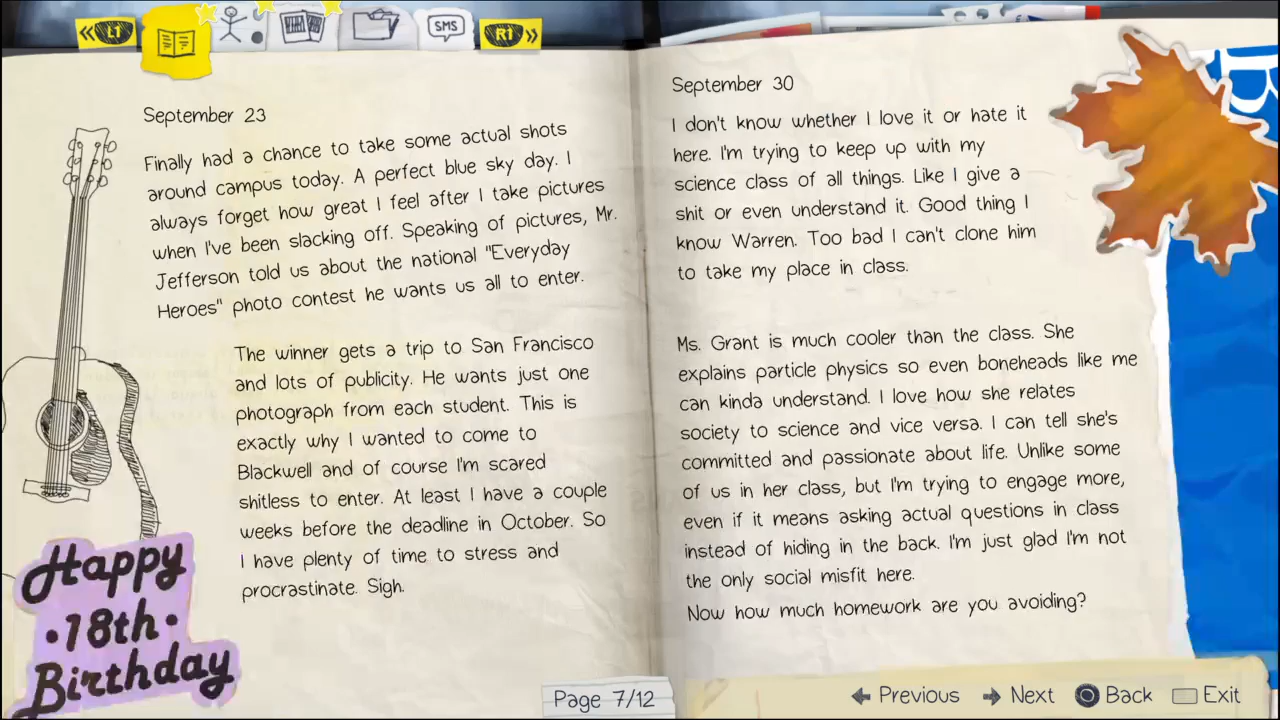 L1
SMS
R1
September 23
Finally had a chance to take some actual shots
around campus today. A perfect blue sky day. I
always forget how great I feel after I take pictures
when I've been slacking off. Speaking of pictures, Mr.
Jefferson told us about the national "Everyday
Heroes" photo contest he wants us all to enter.
The winner gets a trip to San Francisco
and lots of publicity. He wants just one
photograph from each student. This is
exactly why I wanted to come to
Blackwell and of course I'm scared
shitless to enter. At least I have a couple
weeks before the deadline in October. So
I have plenty of time to stress and
procrastinate. Sigh.
Happy
•18th•
Birthday
September 30
I don't know whether I love it or hate it
here. I'm trying to keep up with my
science class of all things. Like I give a
shit or even understand it. Good thing I
know Warren. Too bad I can't clone him
to take my place in class.
Ms. Grant is much cooler than the class. She
explains particle physics so even boneheads like me
can kinda understand. I love how she relates
society to science and vice versa. I can tell she's
committed and passionate about life. Unlike some
of us in her class, but I'm trying to engage more,
even if it means asking actual questions in class
instead of hiding in the back. I'm just glad I'm not
the only social misfit here.
Now how much homework are you avoiding?
B
Page 7/12
Previous
Next
Back
Exit